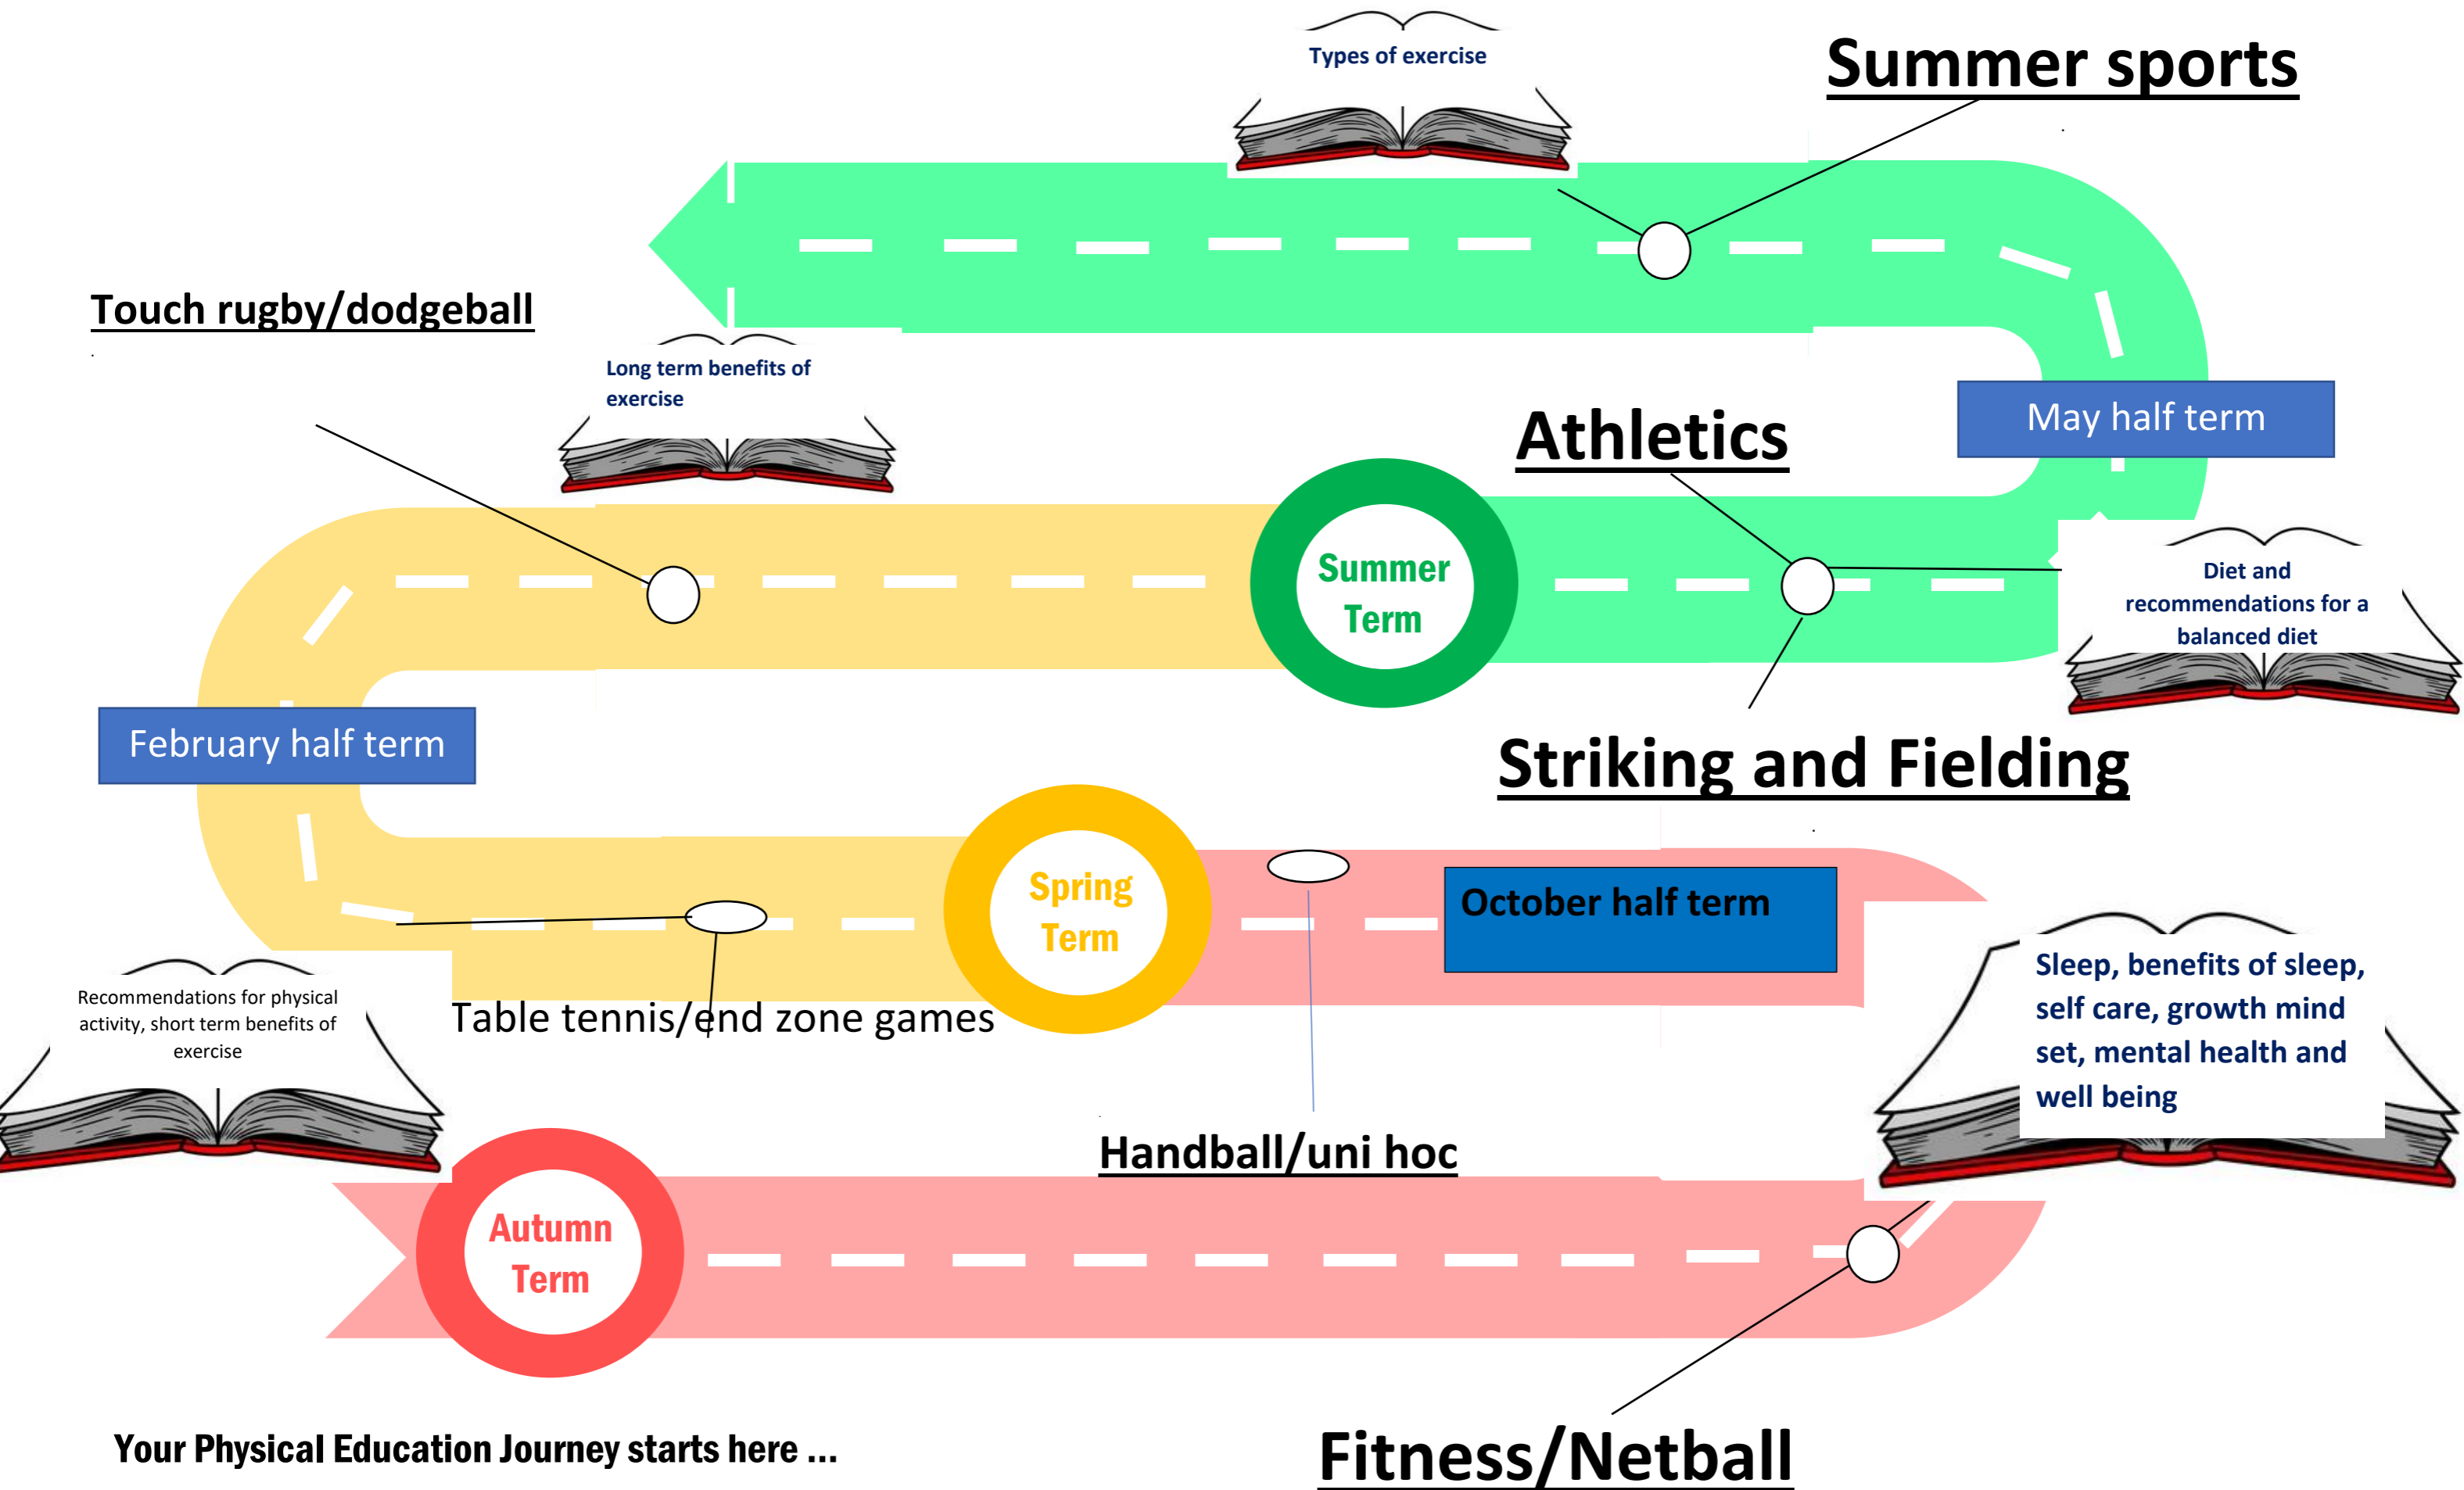 Types of exercise
Summer sports
Touch rugby/dodgeball
Long term benefits of
exercise
May half term
Athletics
Summer
Term
Diet and
recommendations for a
balanced diet
February half term
Striking and Fielding
Spring
Term
October half term
Sleep, benefits of sleep,
self care, growth mind
set, mental health and
well being
Recommendations for physical
activity, short term benefits of
exercise
Table tennis/end zone games
Handball/uni hoc
Autumn
Term
Your Physical Education Journey starts here ...
Fitness/Netball